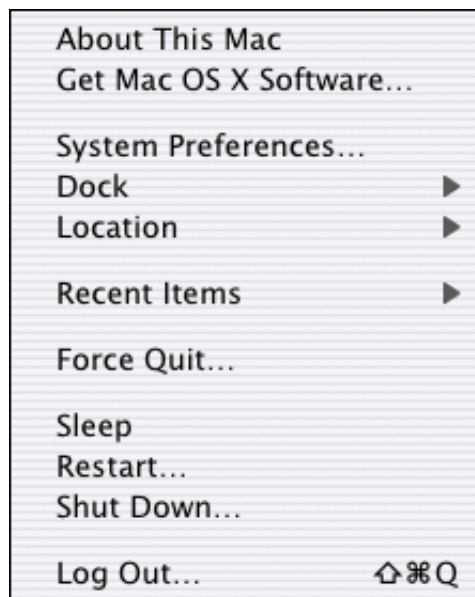 About This Mac
Get Mac OS X Software…
System Preferences…
Dock
Location
Recent Items
Force Quit…
Sleep
Restart…
Shut Down…
Log Out… ⇧⌘Q